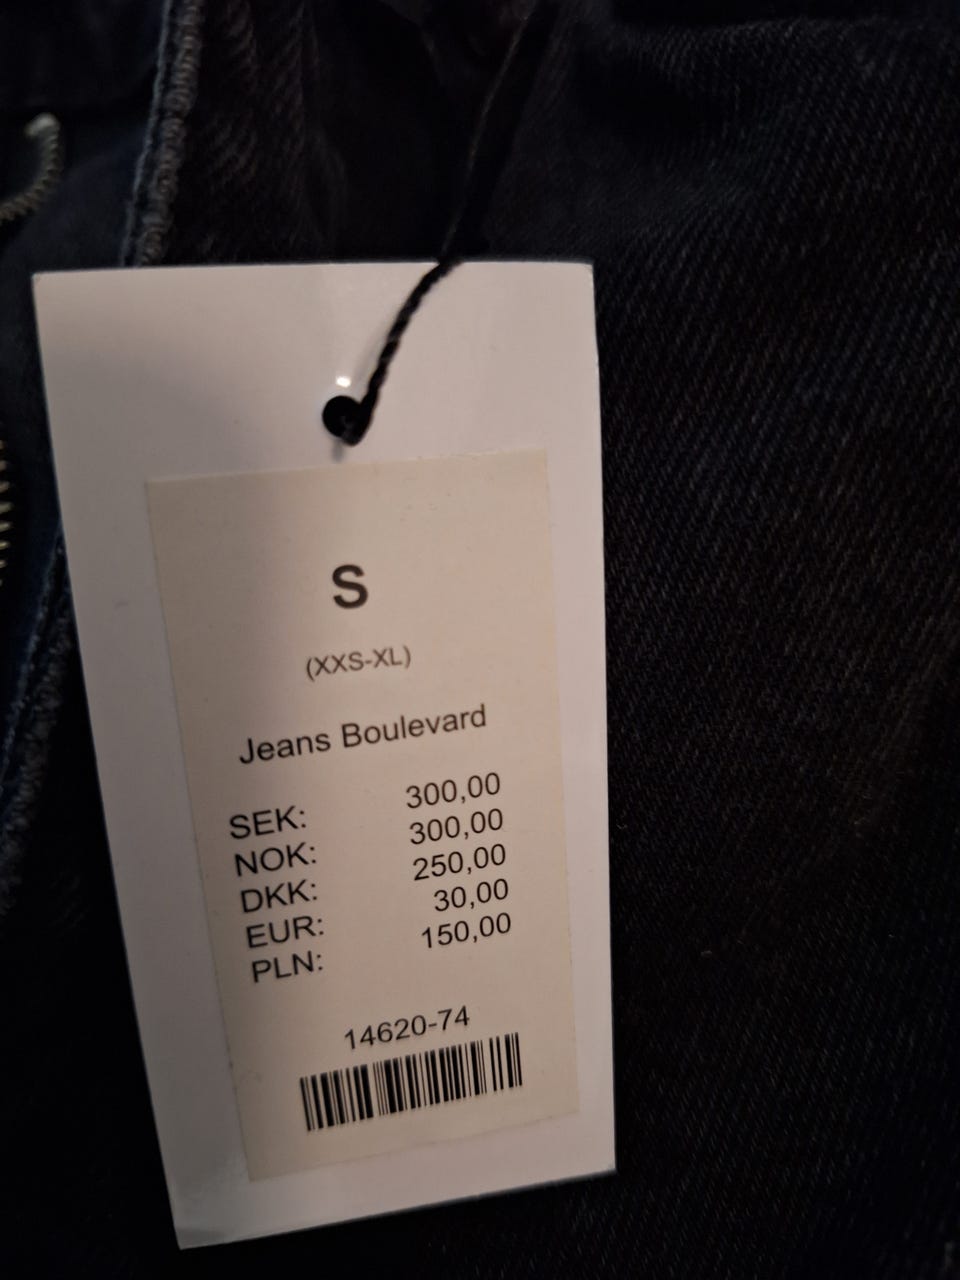 S
(XXS-XL)
Jeans Boulevard
SEK: 300,00
NOK: 300,00
DKK: 250,00
EUR: 30,00
PLN: 150,00
14620-74